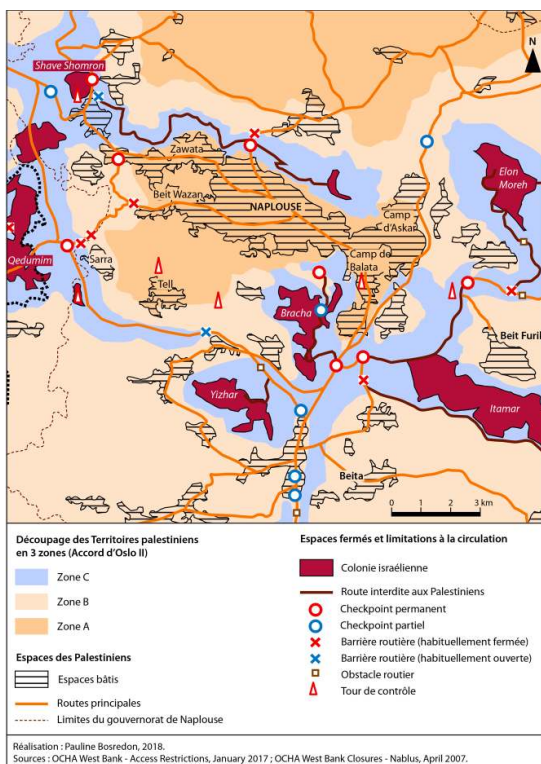 Shave Shomron
N
Zawata
Elon
Moreh
Beit Wazan
NAPLOUSE
Camp
d'Askar
Qedumim
Sarra
Camp de
Balata
Tell
Bracha
Beit Furik
Yizhar
Itamar
Beita
0 1 2 3 km
Découpage des Territoires palestiniens
en 3 zones (Accord d'Oslo II)
Zone C
Zone B
Zone A
Espaces des Palestiniens
Espaces bâtis
Routes principales
Limites du gouvernorat de Naplouse
Espaces fermés et limitations à la circulation
Colonie israélienne
Route interdite aux Palestiniens
Checkpoint permanent
Checkpoint partiel
Barrière routière (habituellement fermée)
Barrière routière (habituellement ouverte)
Obstacle routier
Tour de contrôle
Réalisation : Pauline Bosredon, 2018.
Sources : OCHA West Bank - Access Restrictions, January 2017 ; OCHA West Bank Closures - Nablus, April 2007.